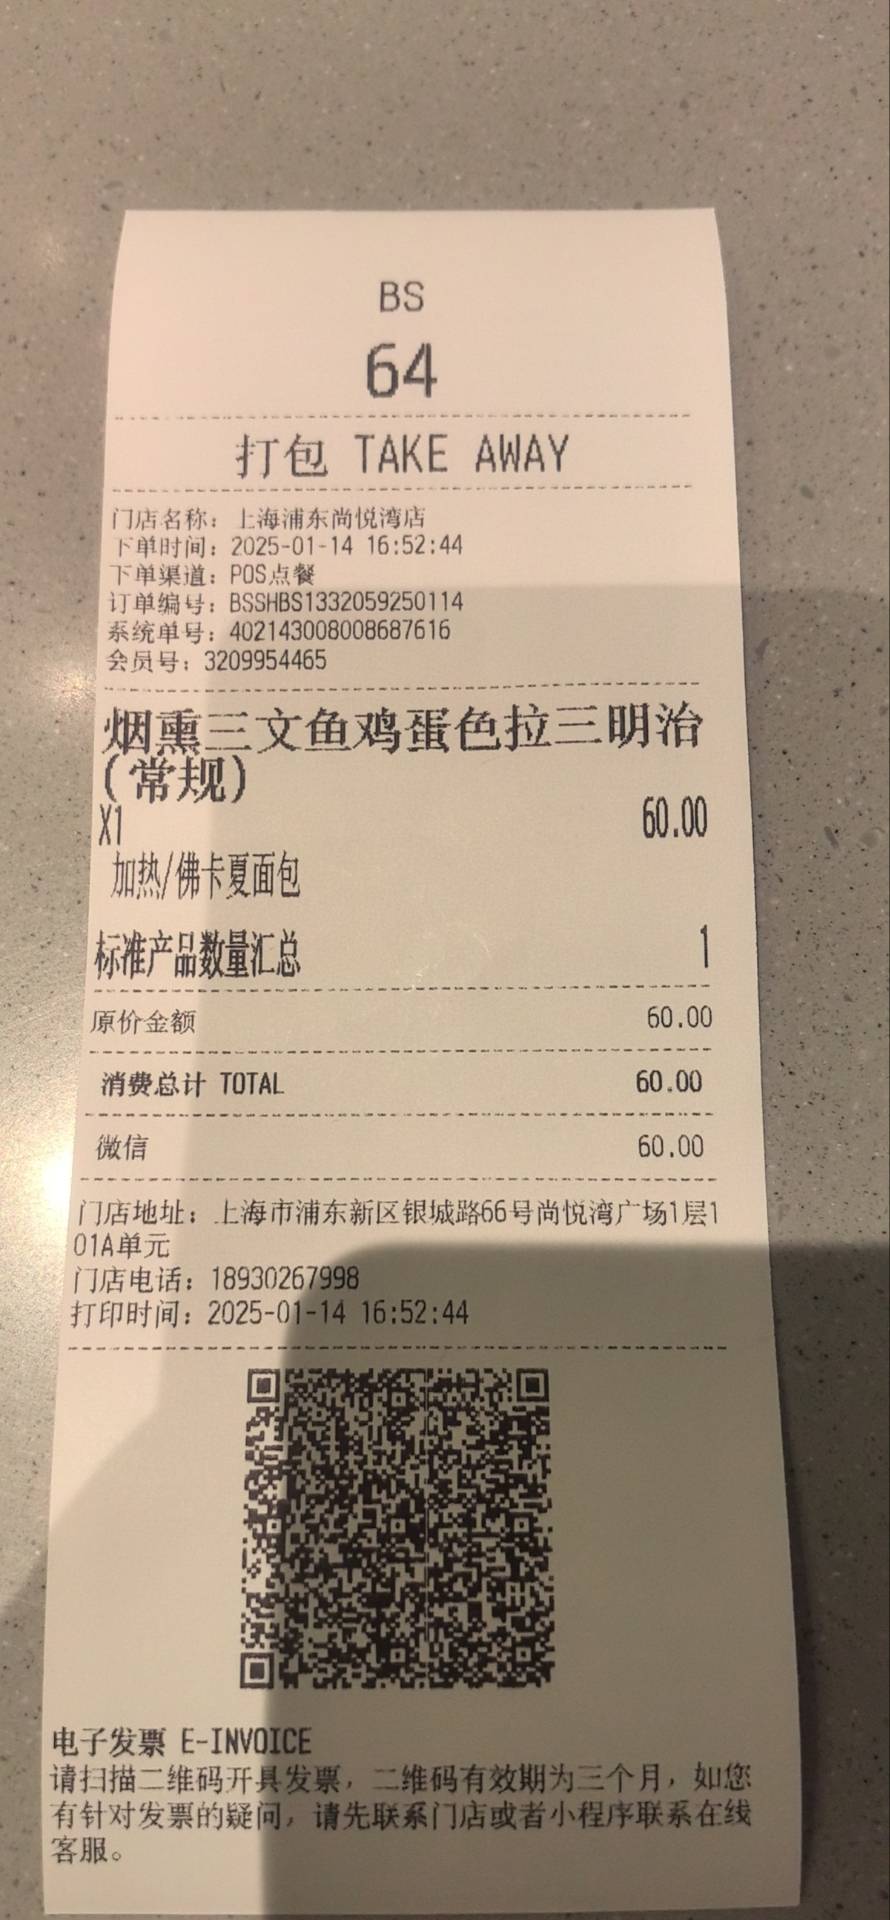 BS
64
打包 TAKE AWAY
门店名称：上海浦东尚悦湾店
下单时间：2025-01-14 16:52:44
下单渠道：POS点餐
订单编号：BSSHBS1332059250114
系统单号：402143008008687616
会员号：3209954465
烟熏三文鱼鸡蛋色拉三明治
(常规)
X1 60.00
加热/佛卡夏面包
标准产品数量汇总 1
原价金额 60.00
消费总计 TOTAL 60.00
微信 60.00
门店地址：上海市浦东新区银城路66号尚悦湾广场1层1
01A单元
门店电话：18930267998
打印时间：2025-01-14 16:52:44
电子发票 E-INVOICE
请扫描二维码开具发票，二维码有效期为三个月，如您
有针对发票的疑问，请先联系门店或者小程序联系在线
客服。